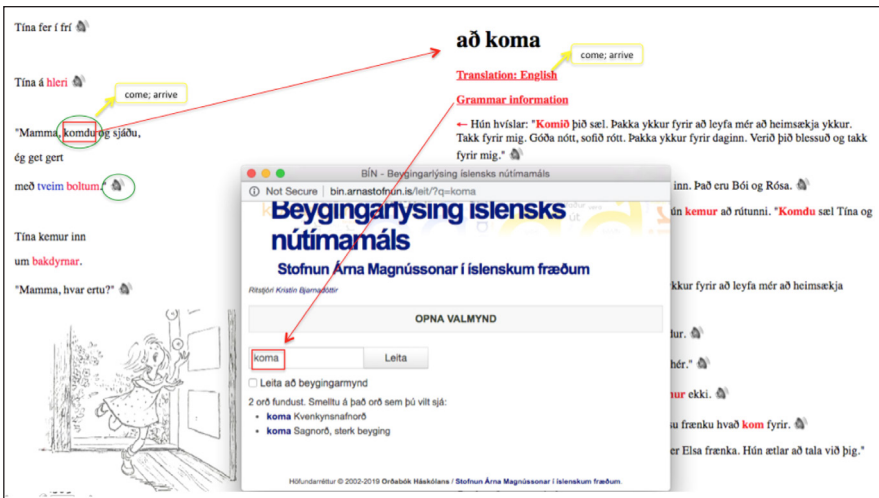 Tína fer í frí
Tína á hleri
come; arrive
"Mamma, komdu og sjáðu,
ég get gert
með tveim boltum."
Tína kemur inn
um bakdyrnar.
"Mamma, hvar ertu?"
að koma
come; arrive
Translation: English
Grammar information
← Hún hvíslar: "Komið þið sæl. Þakka ykkur fyrir að leyfa mér að heimsækja ykkur.
Takk fyrir mig. Góða nótt, sofið rótt. Þakka ykkur fyrir daginn. Verið þið blessuð og takk
fyrir mig."
inn. Það eru Bói og Rósa.
ún kemur að rútunni. "Komdu sæl Tína og
kkur fyrir að leyfa mér að heimsækja
dur.
hér."
ur ekki.
u frænku hvað kom fyrir.
er Elsa frænka. Hún ætlar að tala við þig."
BÍN - Beygingarlýsing íslensks nútímamáls
Not Secure | bin.arnastofnun.is/leit/?q=koma
Beygingarlýsing íslensks
nútímamáls
Stofnun Árna Magnússonar í íslenskum fræðum
Ritstjóri Kristín Bjarnadóttir
OPNA VALMYND
koma Leita
Leita að beygingarmynd
2 orð fundust. Smelltu á það orð sem þú vilt sjá:
koma Kvenkynsnafnorð
koma Sagnorð, sterk beyging
Höfundarréttur © 2002-2019 Orðabók Háskólans / Stofnun Árna Magnússonar í íslenskum fræðum.